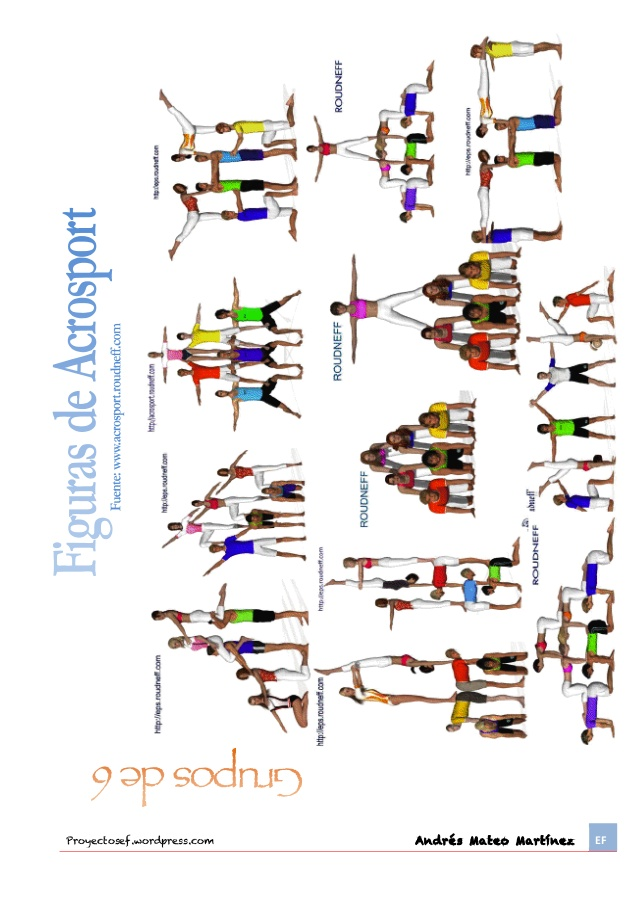 Figuras de Acrosport
Fuente: www.acrosport.roudneff.com
Grupos de 6
http://eps.roudneff.com
http://eps.roudneff.com
http://acrosport.roudneff.com
http://eps.roudneff.com
http://eps.roudneff.com
http://eps.roudneff.com
ROUDNEFF
ROUDNEFF
ROUDNEFF
ROUDNEFF
http://eps.roudneff.com
Proyectosef.wordpress.com
Andrés Mateo Martínez
EF